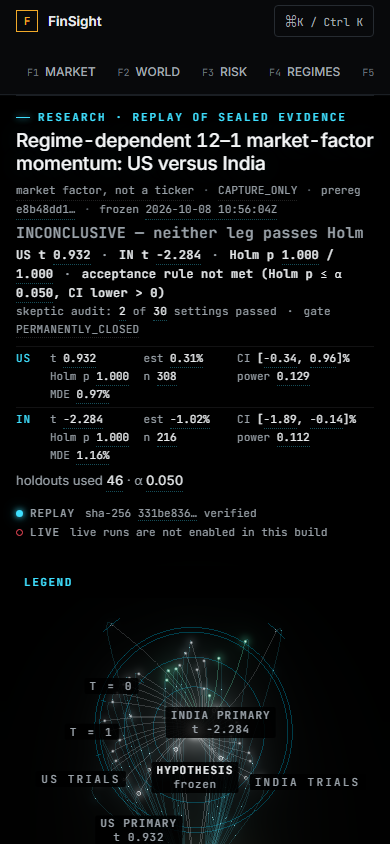 F FinSight ⌘K / Ctrl K
F1 MARKET F2 WORLD F3 RISK F4 REGIMES F5
RESEARCH · REPLAY OF SEALED EVIDENCE
Regime-dependent 12–1 market-factor
momentum: US versus India
market factor, not a ticker · CAPTURE_ONLY · prereg
e8b48dd1… · frozen 2026-10-08 10:56:04Z
INCONCLUSIVE — neither leg passes Holm
US t 0.932 · IN t -2.284 · Holm p 1.000 /
1.000 · acceptance rule not met (Holm p ≤ α
0.050, CI lower > 0)
skeptic audit: 2 of 30 settings passed · gate
PERMANENTLY_CLOSED
US t 0.932 est 0.31% CI [-0.34, 0.96]%
Holm p 1.000 n 308 power 0.129
MDE 0.97%
IN t -2.284 est -1.02% CI [-1.89, -0.14]%
Holm p 1.000 n 216 power 0.112
MDE 1.16%
holdouts used 46 · α 0.050
REPLAY sha-256 331be836… verified
LIVE live runs are not enabled in this build
LEGEND
T = 0
INDIA PRIMARY
t -2.284
T = 1
HYPOTHESIS
frozen
US TRIALS
INDIA TRIALS
US PRIMARY
t 0.932